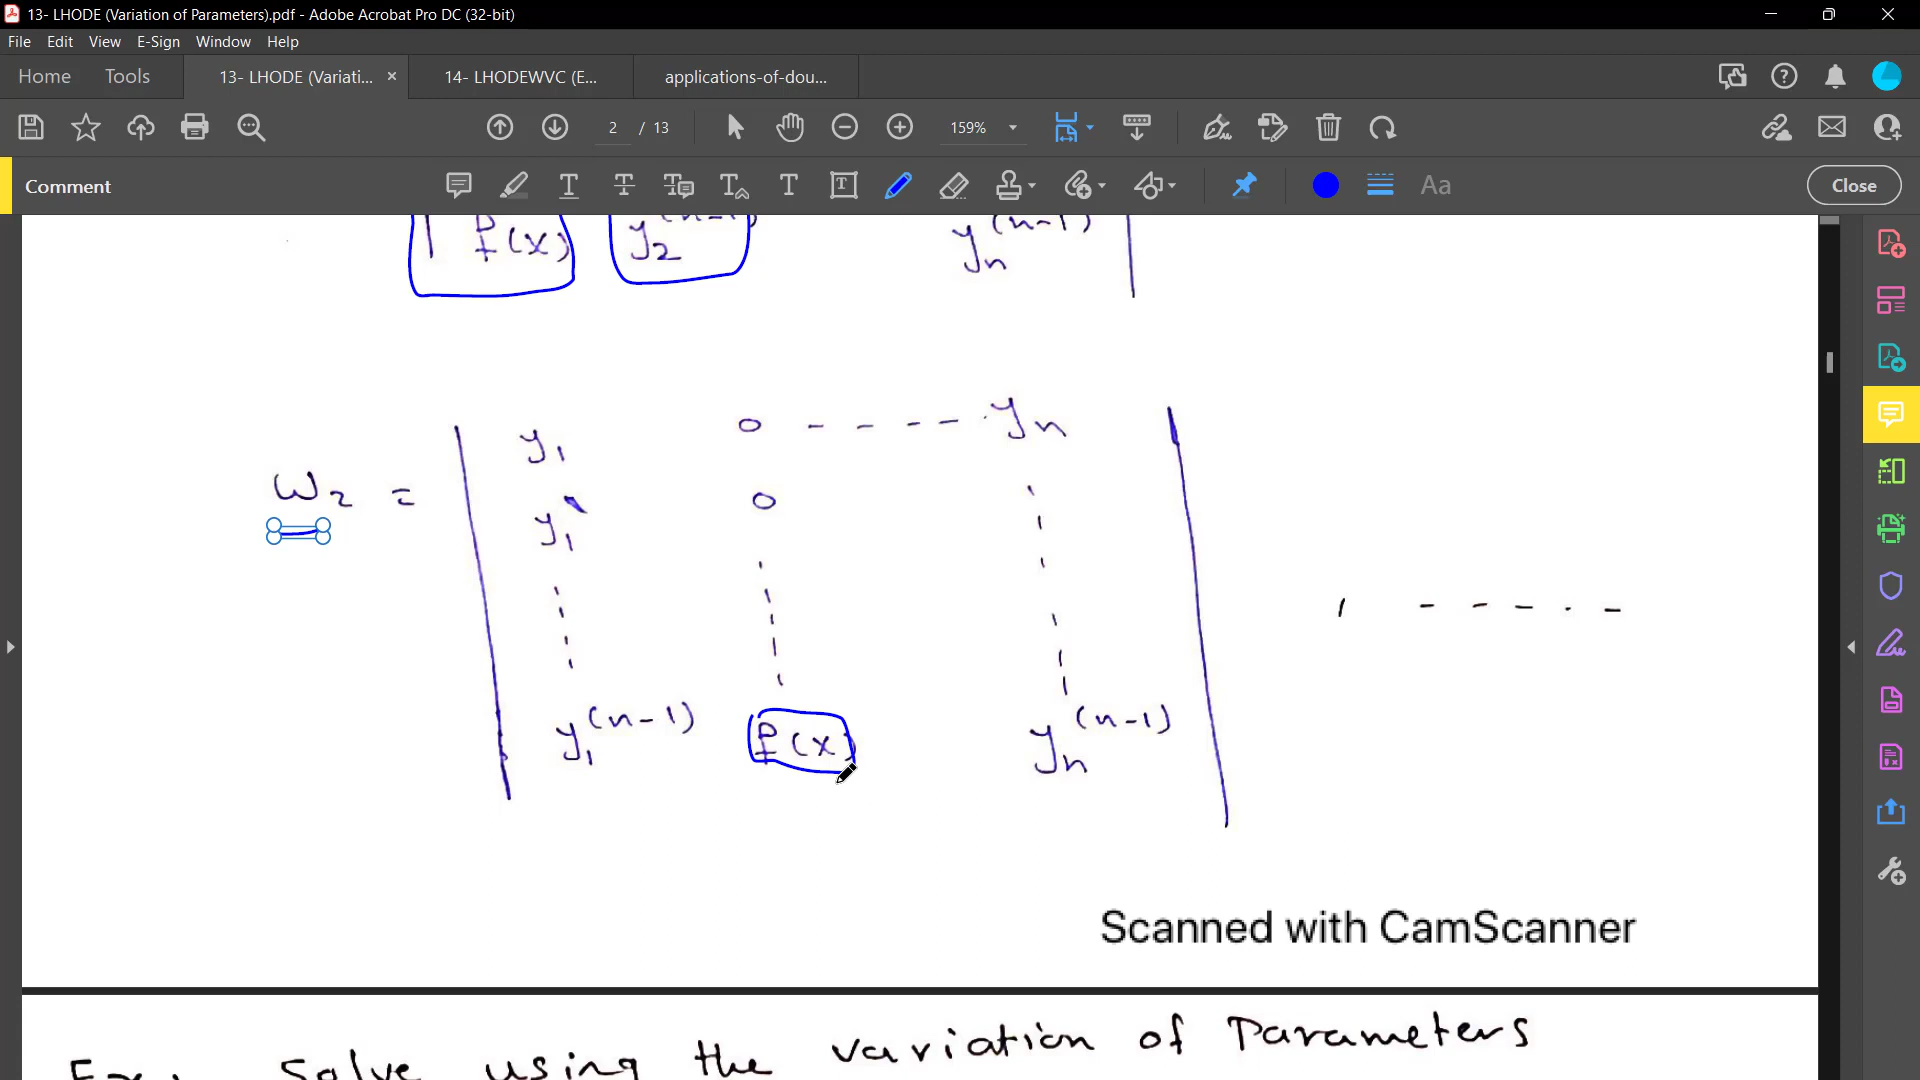 13- LHODE (Variation of Parameters).pdf - Adobe Acrobat Pro DC (32-bit)
File Edit View E-Sign Window Help
Home Tools 13- LHODE (Variati... × 14- LHODEWVC (E... applications-of-dou...
2 / 13 159%
Comment Close
f(x) y₂⁽ⁿ⁻¹⁾ yₙ⁽ⁿ⁻¹⁾
y₁ 0 - - - - yₙ
W₂ =
y₁' 0
y₁⁽ⁿ⁻¹⁾ f(x) yₙ⁽ⁿ⁻¹⁾
, - - - . -
Scanned with CamScanner
Ex: Solve using the variation of Parameters